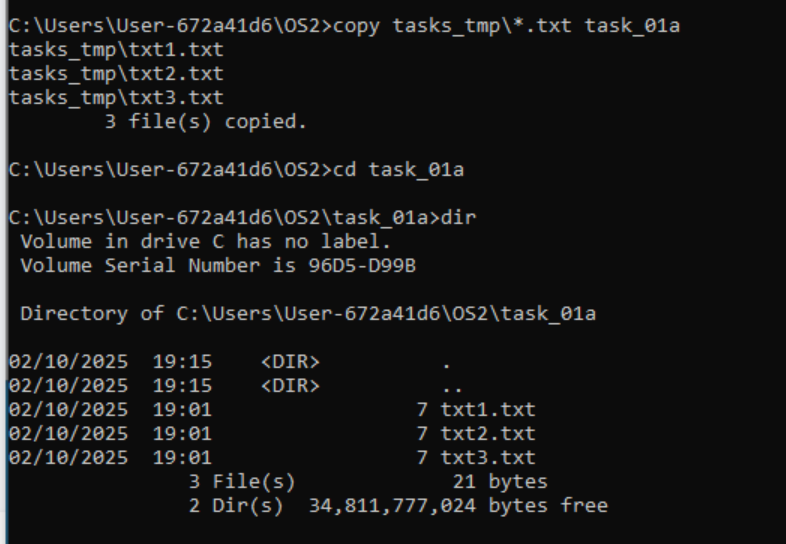 C:\Users\User-672a41d6\OS2>copy tasks_tmp\*.txt task_01a
tasks_tmp\txt1.txt
tasks_tmp\txt2.txt
tasks_tmp\txt3.txt
        3 file(s) copied.

C:\Users\User-672a41d6\OS2>cd task_01a

C:\Users\User-672a41d6\OS2\task_01a>dir
 Volume in drive C has no label.
 Volume Serial Number is 96D5-D99B

 Directory of C:\Users\User-672a41d6\OS2\task_01a

02/10/2025  19:15    <DIR>          .
02/10/2025  19:15    <DIR>          ..
02/10/2025  19:01                 7 txt1.txt
02/10/2025  19:01                 7 txt2.txt
02/10/2025  19:01                 7 txt3.txt
               3 File(s)             21 bytes
               2 Dir(s)  34,811,777,024 bytes free